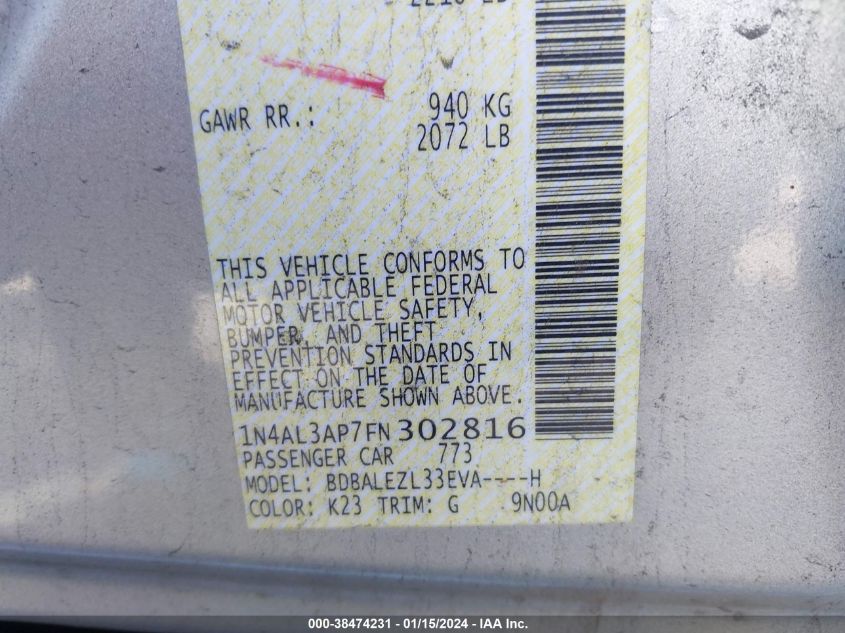 GAWR RR.: 940 KG
2072 LB
THIS VEHICLE CONFORMS TO
ALL APPLICABLE FEDERAL
MOTOR VEHICLE SAFETY,
BUMPER, AND THEFT
PREVENTION STANDARDS IN
EFFECT ON THE DATE OF
MANUFACTURE SHOWN ABOVE.
1N4AL3AP7FN302816
PASSENGER CAR 773
MODEL: BDBALEZL33EVA----H
COLOR: K23 TRIM: G 9N00A
000-38474231 - 01/15/2024 - IAA Inc.